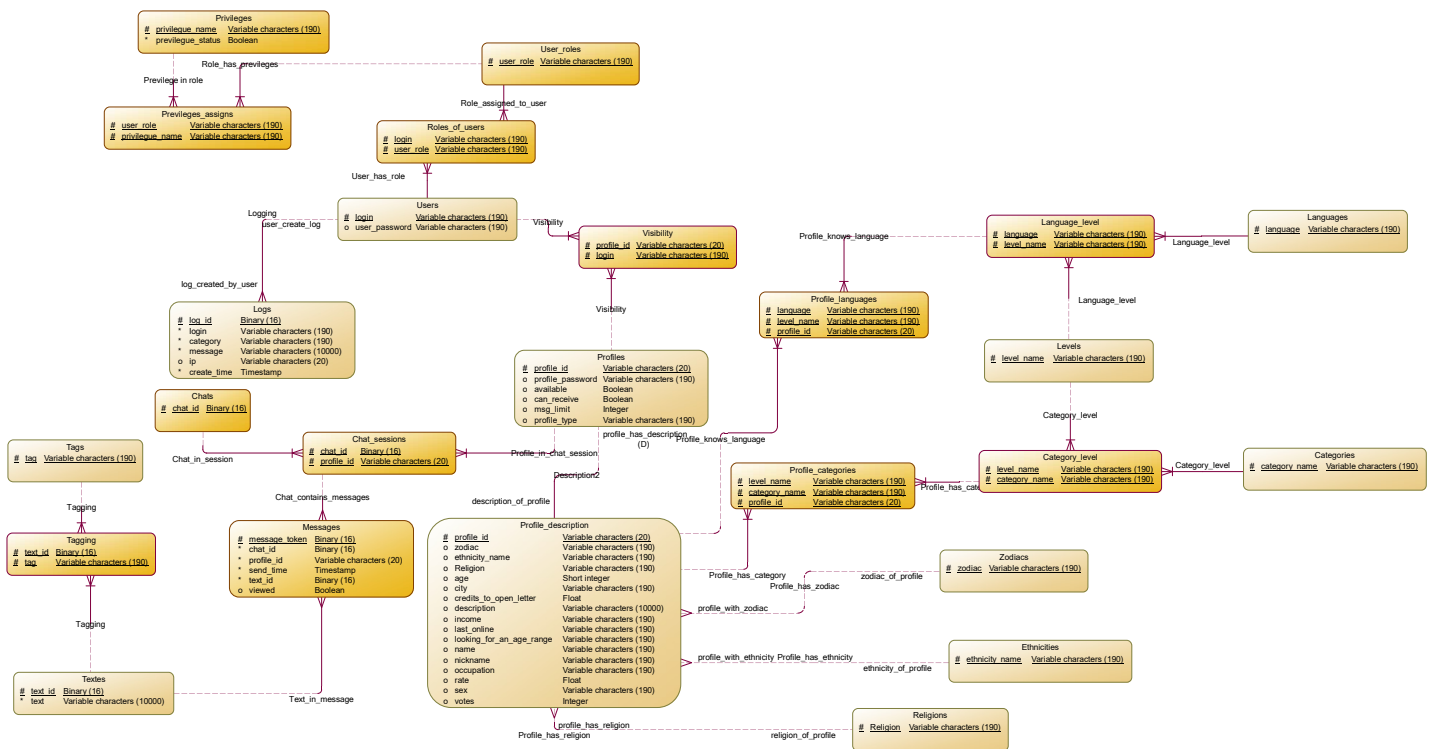 Privileges
# privilegue_name Variable characters (190)
* previlegue_status Boolean
User_roles
# user_role Variable characters (190)
Role_has_previleges
Previlege in role
Role_assigned_to_user
Previleges_assigns
# user_role Variable characters (190)
# privilegue_name Variable characters (190)
Roles_of_users
# login Variable characters (190)
# user_role Variable characters (190)
User_has_role
Users
# login Variable characters (190)
o user_password Variable characters (190)
Logging
user_create_log
log_created_by_user
Visibility
Visibility
# profile_id Variable characters (20)
# login Variable characters (190)
Visibility
Language_level
# language Variable characters (190)
# level_name Variable characters (190)
Languages
# language Variable characters (190)
Profile_knows_language
Language_level
Language_level
Profile_languages
# language Variable characters (190)
# level_name Variable characters (190)
# profile_id Variable characters (20)
Logs
# log_id Binary (16)
* login Variable characters (190)
* category Variable characters (190)
* message Variable characters (10000)
o ip Variable characters (20)
* create_time Timestamp
Levels
# level_name Variable characters (190)
Profiles
# profile_id Variable characters (20)
o profile_password Variable characters (190)
o available Boolean
o can_receive Boolean
o msg_limit Integer
o profile_type Variable characters (190)
Chats
# chat_id Binary (16)
Category_level
profile_has_description
(D)
Profile_knows_language
Tags
# tag Variable characters (190)
Chat_sessions
# chat_id Binary (16)
# profile_id Variable characters (20)
Chat_in_session
Profile_in_chat_session
Description2
Category_level
# level_name Variable characters (190)
# category_name Variable characters (190)
Category_level
Categories
# category_name Variable characters (190)
Profile_categories
# level_name Variable characters (190)
# category_name Variable characters (190)
# profile_id Variable characters (20)
Chat_contains_messages
description_of_profile
Tagging
Tagging
# text_id Binary (16)
# tag Variable characters (190)
Messages
# message_token Binary (16)
* chat_id Binary (16)
* profile_id Variable characters (20)
* send_time Timestamp
* text_id Binary (16)
o viewed Boolean
Profile_description
# profile_id Variable characters (20)
o zodiac Variable characters (190)
o ethnicity_name Variable characters (190)
o Religion Variable characters (190)
o age Short integer
o city Variable characters (190)
o credits_to_open_letter Float
o description Variable characters (10000)
o income Variable characters (190)
o last_online Variable characters (190)
o looking_for_an_age_range Variable characters (190)
o name Variable characters (190)
o nickname Variable characters (190)
o occupation Variable characters (190)
o rate Float
o sex Variable characters (190)
o votes Integer
Profile_has_category
Profile_has_zodiac
zodiac_of_profile
profile_with_zodiac
Zodiacs
# zodiac Variable characters (190)
Tagging
profile_with_ethnicity Profile_has_ethnicity
ethnicity_of_profile
Ethnicities
# ethnicity_name Variable characters (190)
Textes
# text_id Binary (16)
* text Variable characters (10000)
Text_in_message
profile_has_religion
Profile_has_religion
religion_of_profile
Religions
# Religion Variable characters (190)